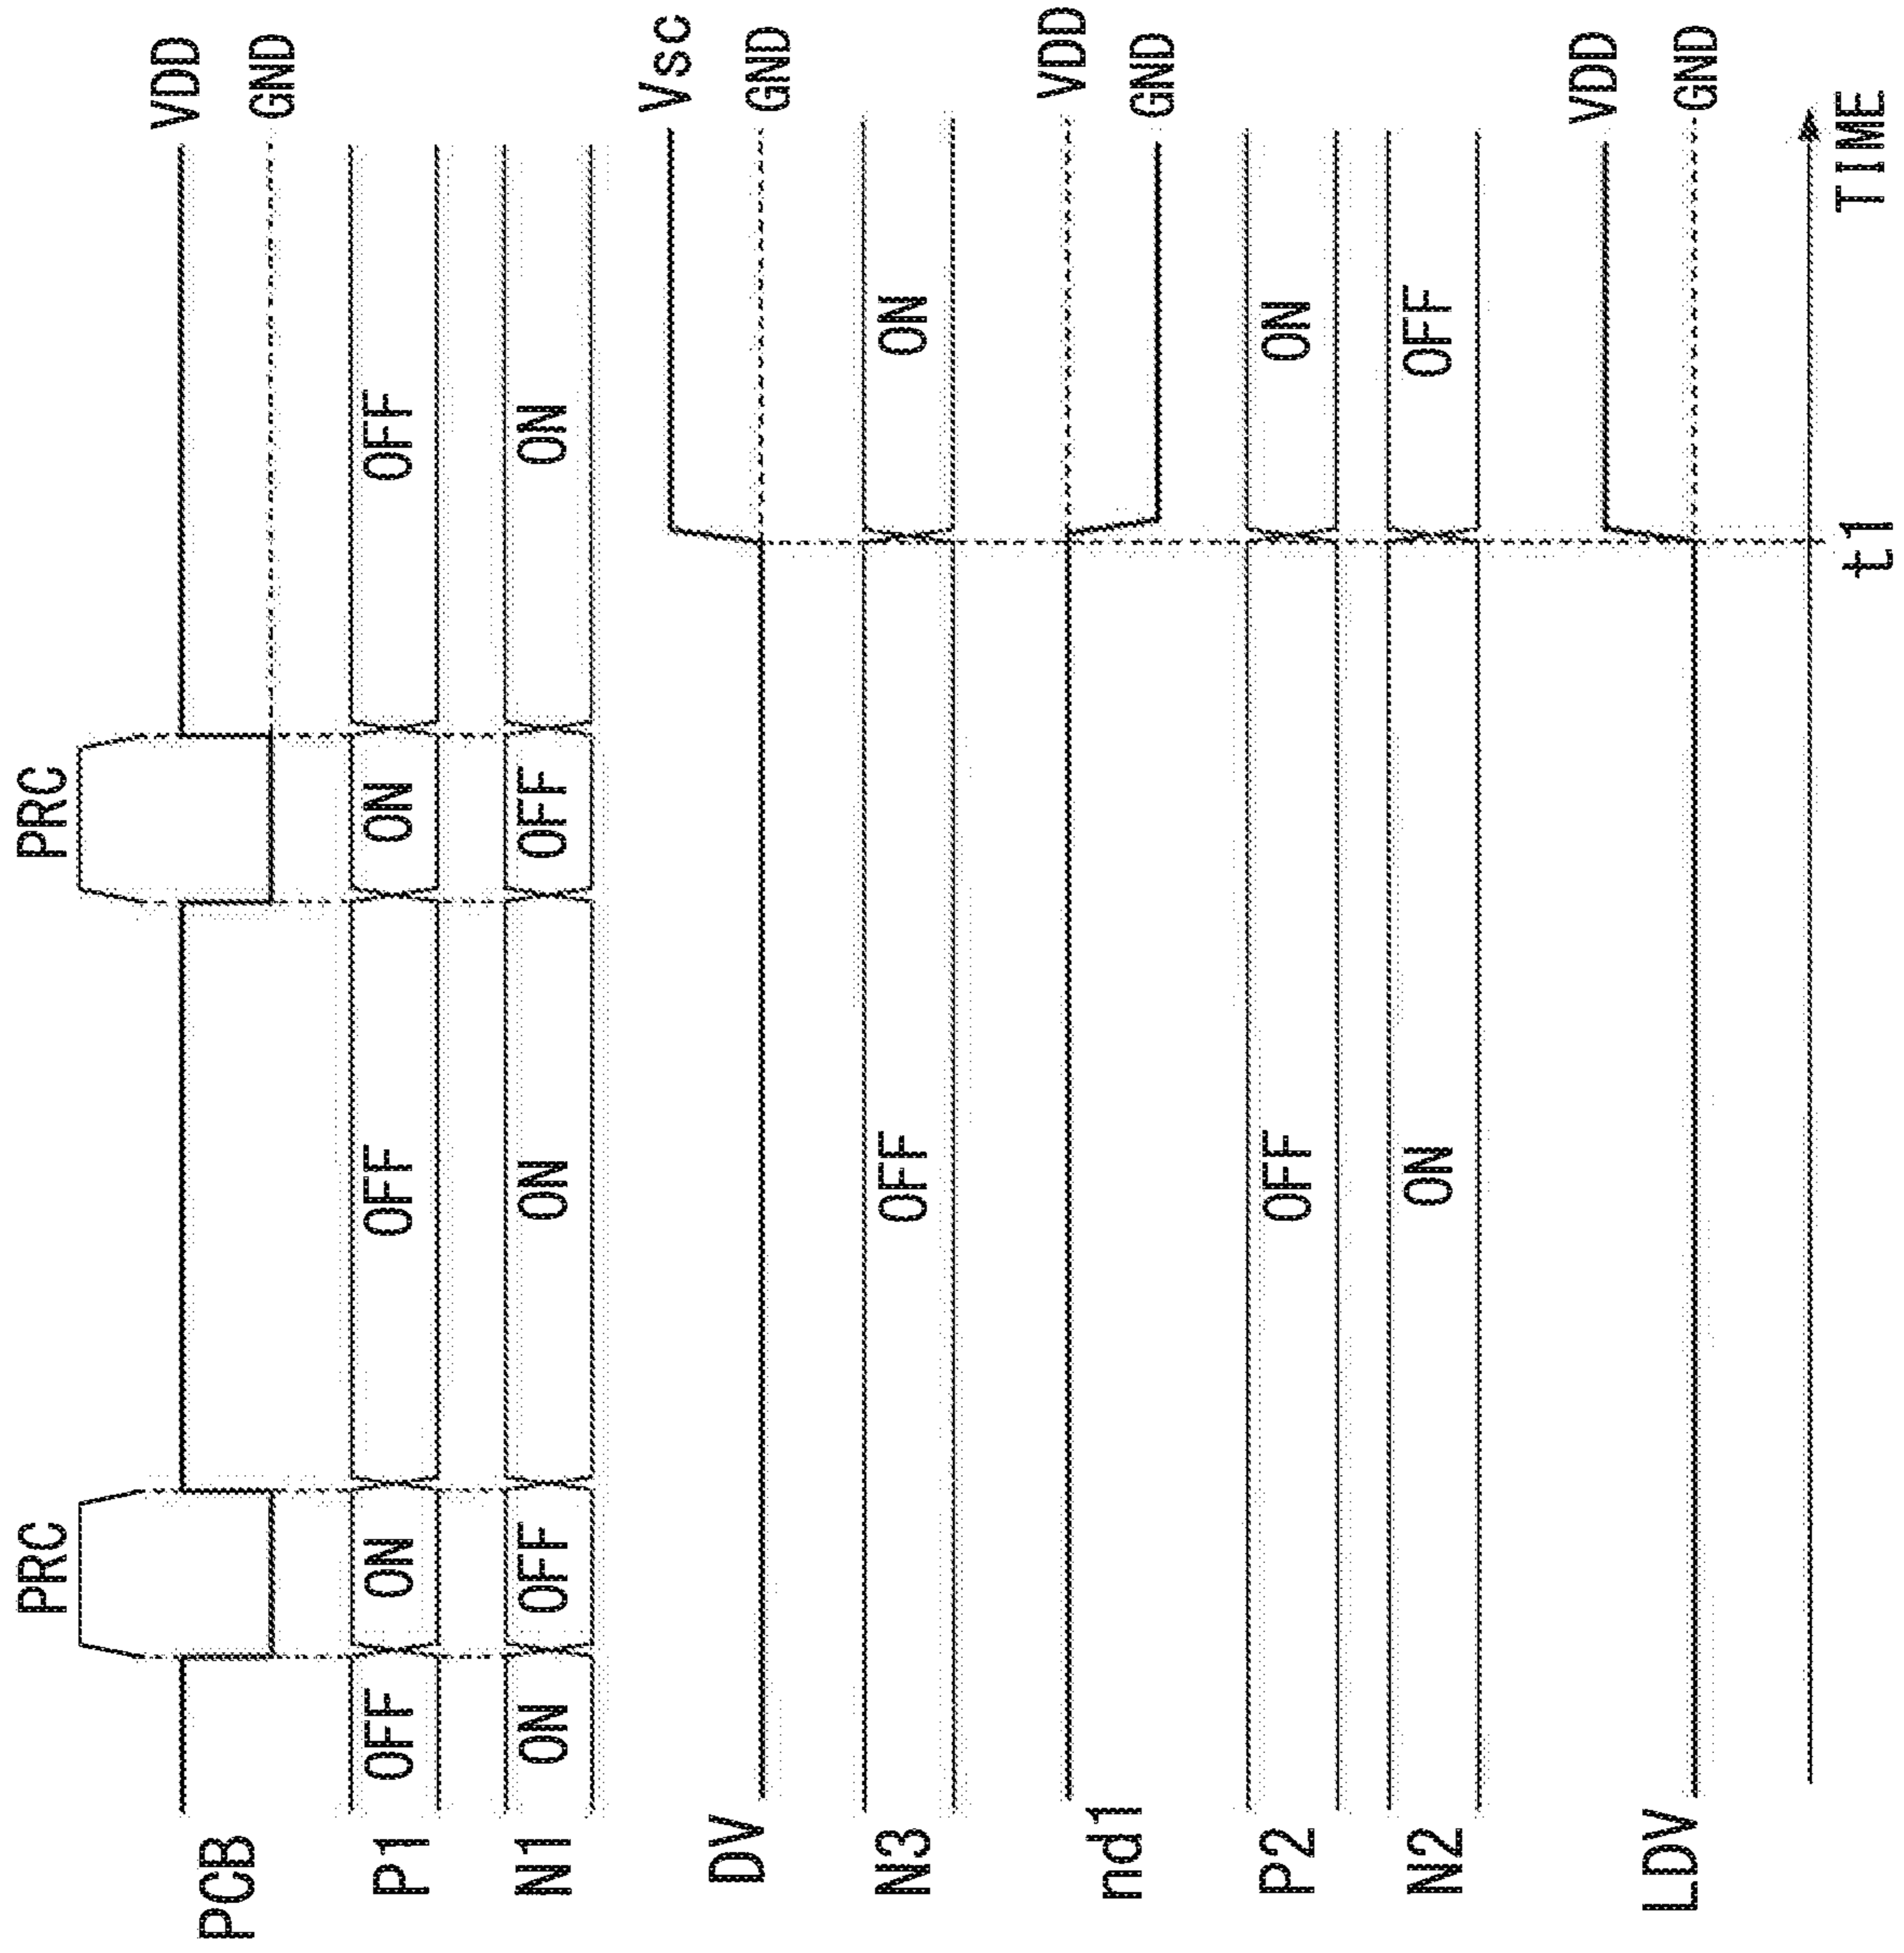 PRC PRC
PCB VDD
GND
P1 OFF ON OFF ON OFF
N1 ON OFF ON OFF ON
DV Vsc
GND
N3 OFF ON
nd1 VDD
GND
P2 OFF ON
N2 ON OFF
LDV VDD
GND
t1 TIME